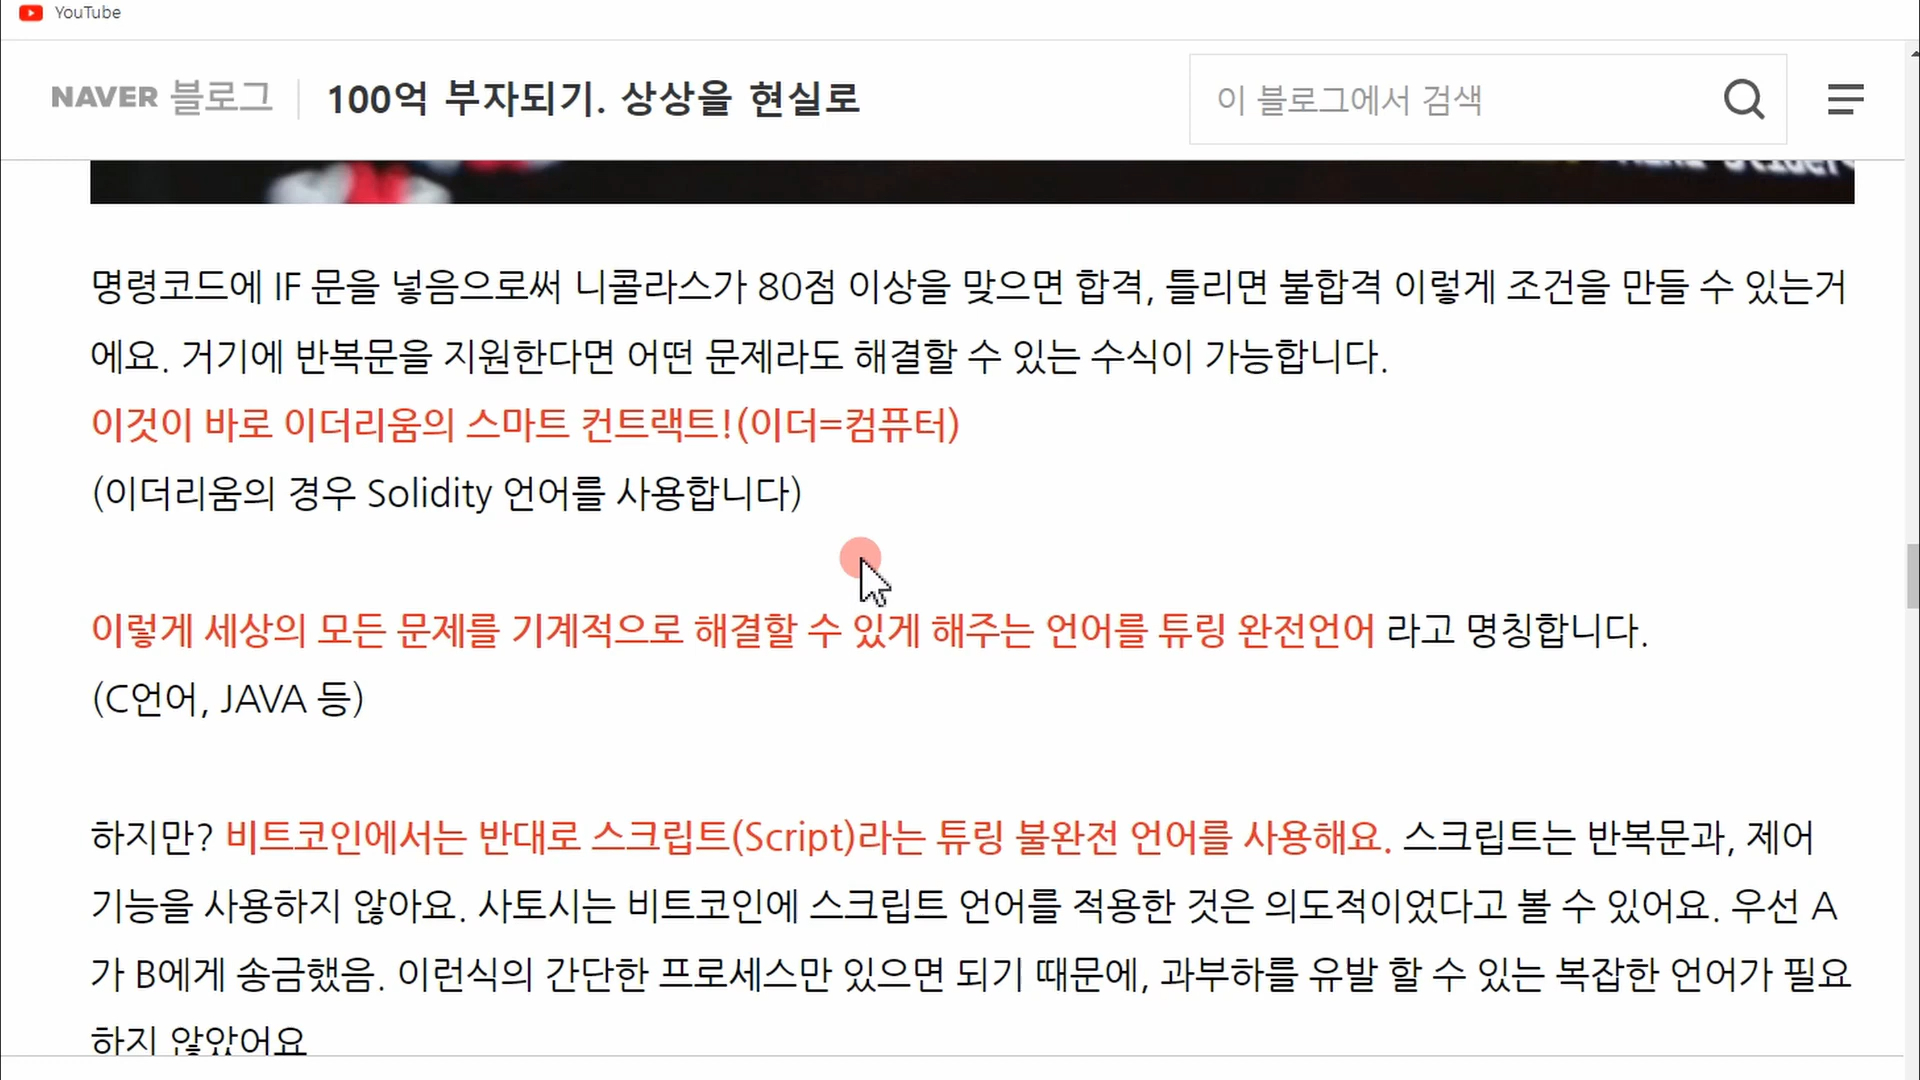 YouTube
NAVER 블로그
100억 부자되기. 상상을 현실로
이 블로그에서 검색
명령코드에 IF 문을 넣음으로써 니콜라스가 80점 이상을 맞으면 합격, 틀리면 불합격 이렇게 조건을 만들 수 있는거
에요. 거기에 반복문을 지원한다면 어떤 문제라도 해결할 수 있는 수식이 가능합니다.
이것이 바로 이더리움의 스마트 컨트랙트!(이더=컴퓨터)
(이더리움의 경우 Solidity 언어를 사용합니다)
이렇게 세상의 모든 문제를 기계적으로 해결할 수 있게 해주는 언어를 튜링 완전언어 라고 명칭합니다.
(C언어, JAVA 등)
하지만? 비트코인에서는 반대로 스크립트(Script)라는 튜링 불완전 언어를 사용해요. 스크립트는 반복문과, 제어
기능을 사용하지 않아요. 사토시는 비트코인에 스크립트 언어를 적용한 것은 의도적이었다고 볼 수 있어요. 우선 A
가 B에게 송금했음. 이런식의 간단한 프로세스만 있으면 되기 때문에, 과부하를 유발 할 수 있는 복잡한 언어가 필요
하지 않았어요